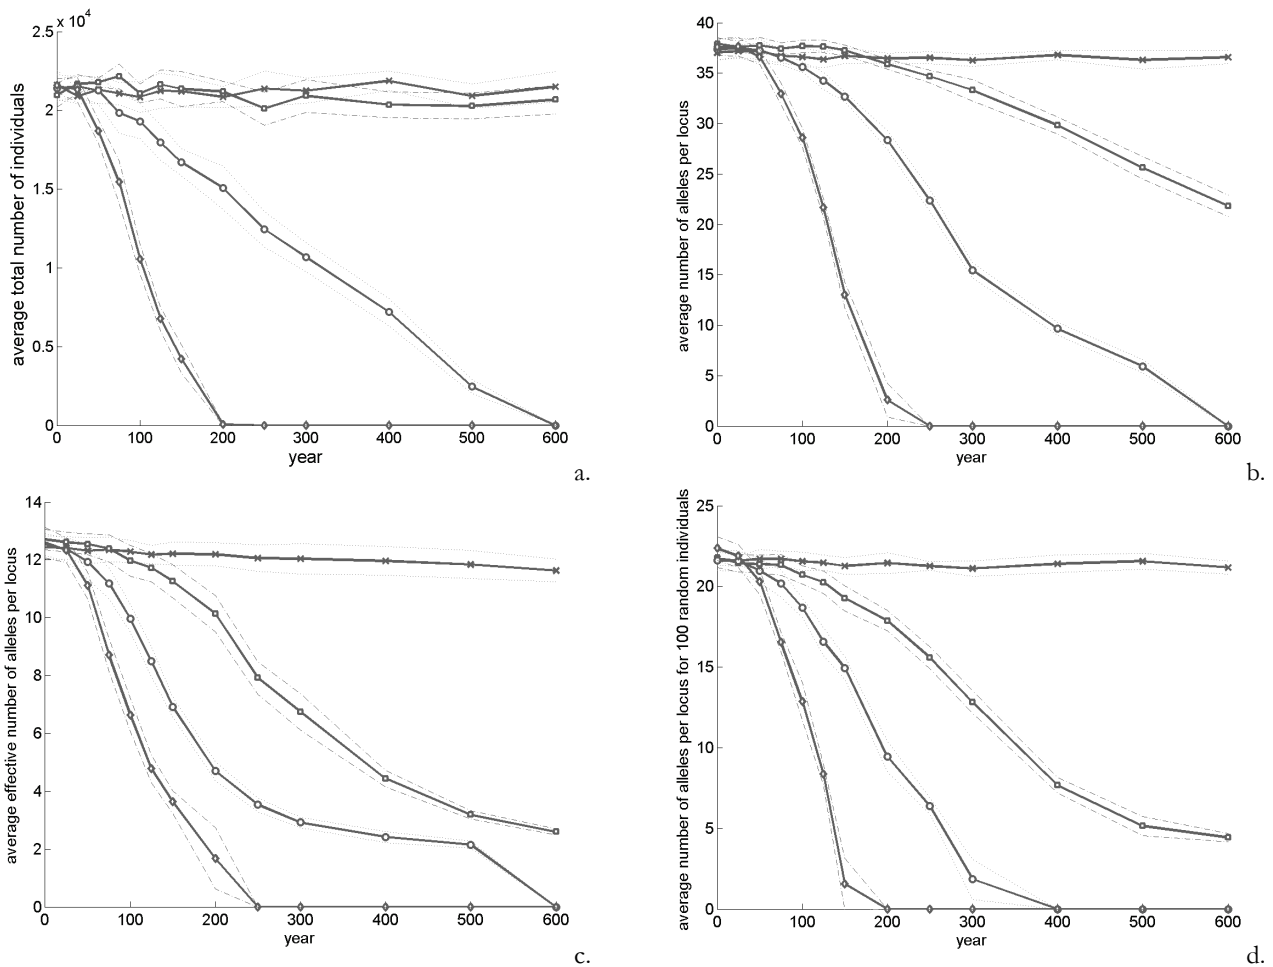 x 10^4
2.5
2
1.5
1
0.5
0
0 100 200 300 400 500 600
year
average total number of individuals
a.
40
35
30
25
20
15
10
5
0
0 100 200 300 400 500 600
year
average number of alleles per locus
b.
14
12
10
8
6
4
2
0
0 100 200 300 400 500 600
year
average effective number of alleles per locus
c.
25
20
15
10
5
0
0 100 200 300 400 500 600
year
average number of alleles per locus for 100 random individuals
d.